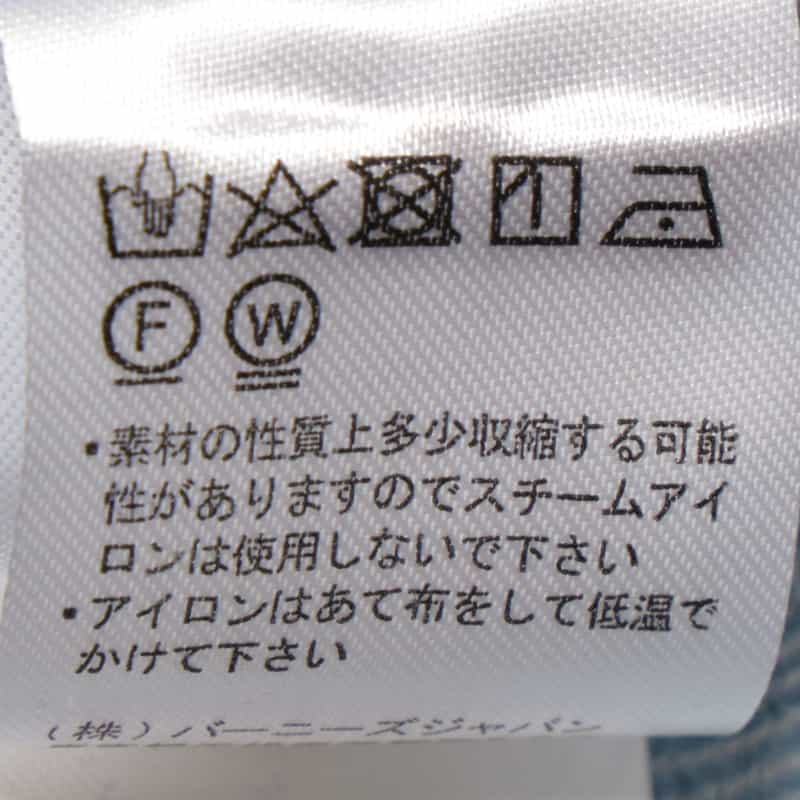 F W
・素材の性質上多少収縮する可能
性がありますのでスチームアイ
ロンは使用しないで下さい
・アイロンはあて布をして低温で
かけて下さい
(株)バーニーズジャパン